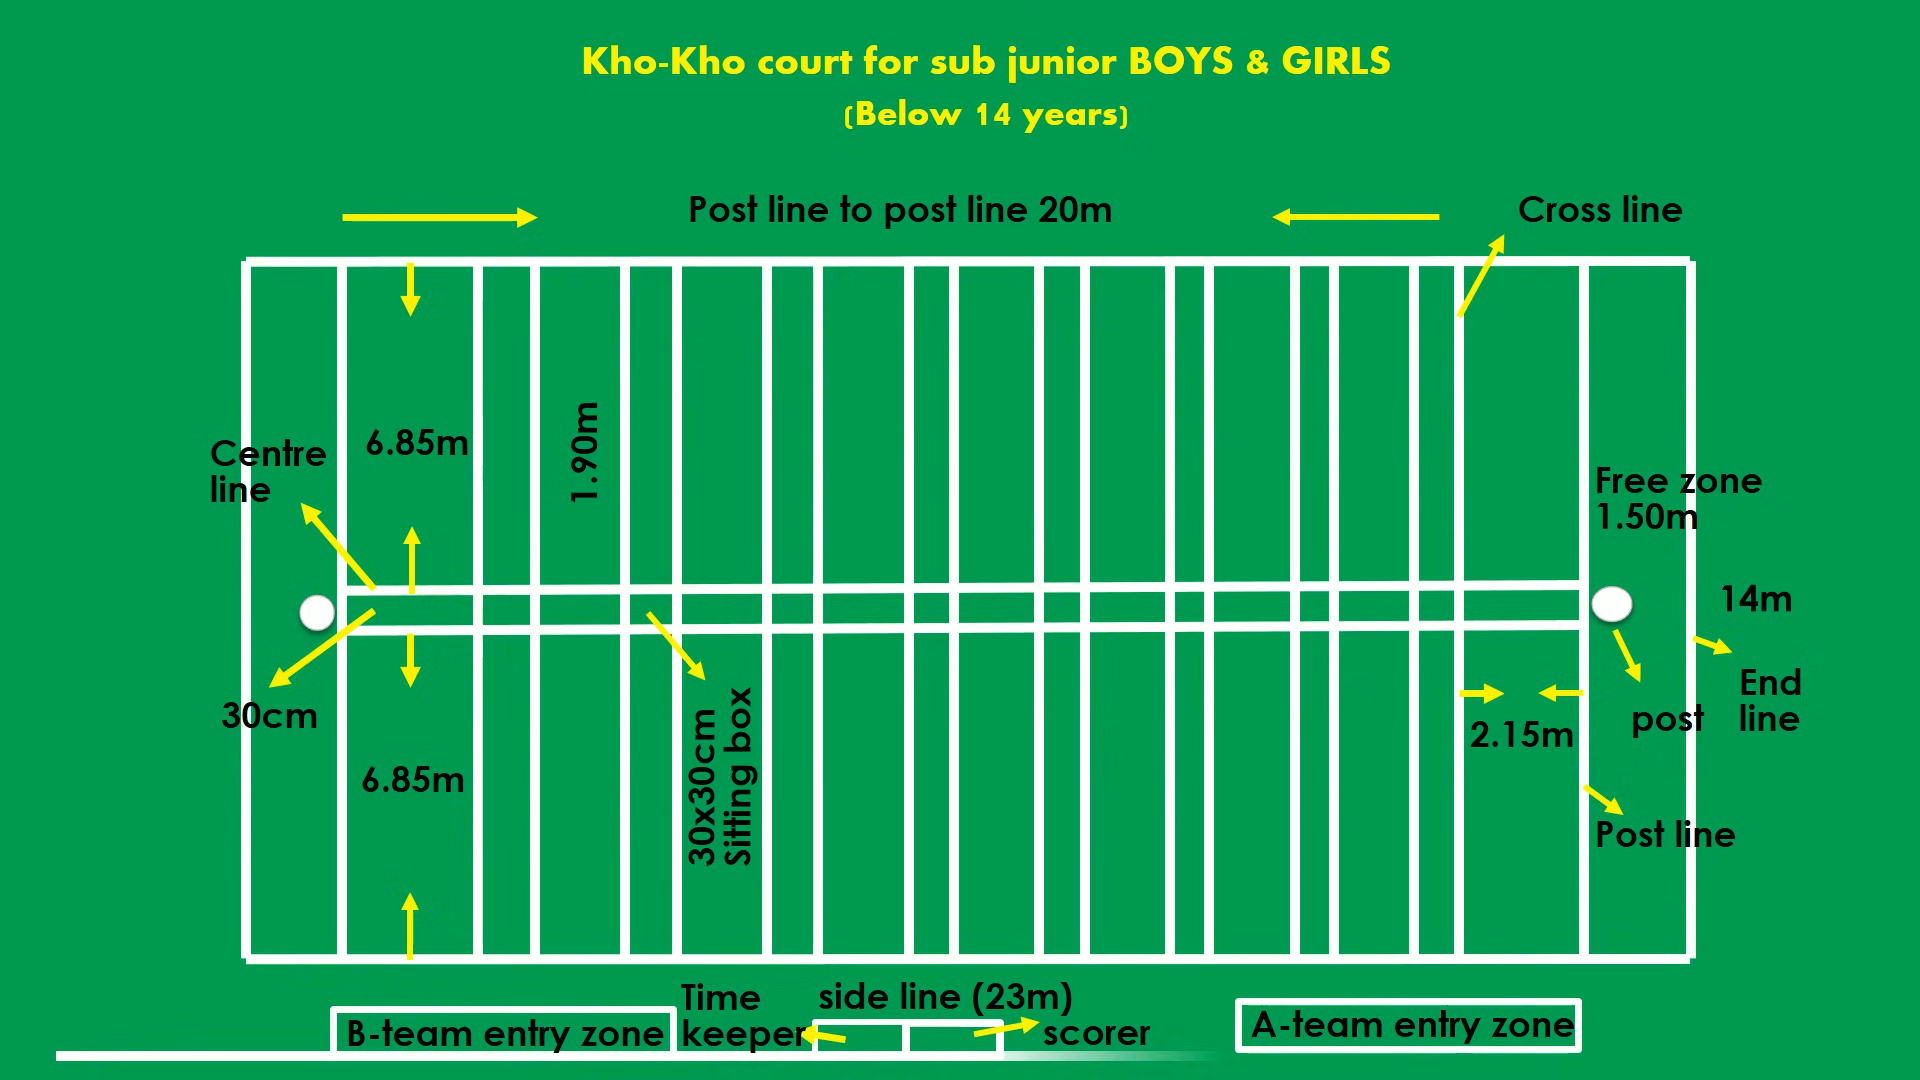 Kho-Kho court for sub junior BOYS & GIRLS
(Below 14 years)
Post line to post line 20m
Cross line
Centre
line
6.85m
1.90m
Free zone
1.50m
14m
End
line
30cm
30x30cm
Sitting box
2.15m
post
6.85m
Post line
Time
keeper
side line (23m)
B-team entry zone
scorer
A-team entry zone